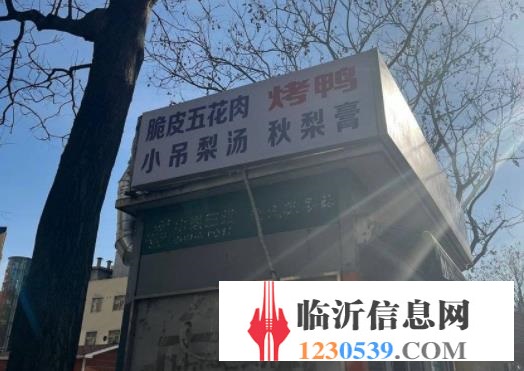 脆皮五花肉 烤鸭
小吊梨汤 秋梨膏
临沂信息网
1230539.COM